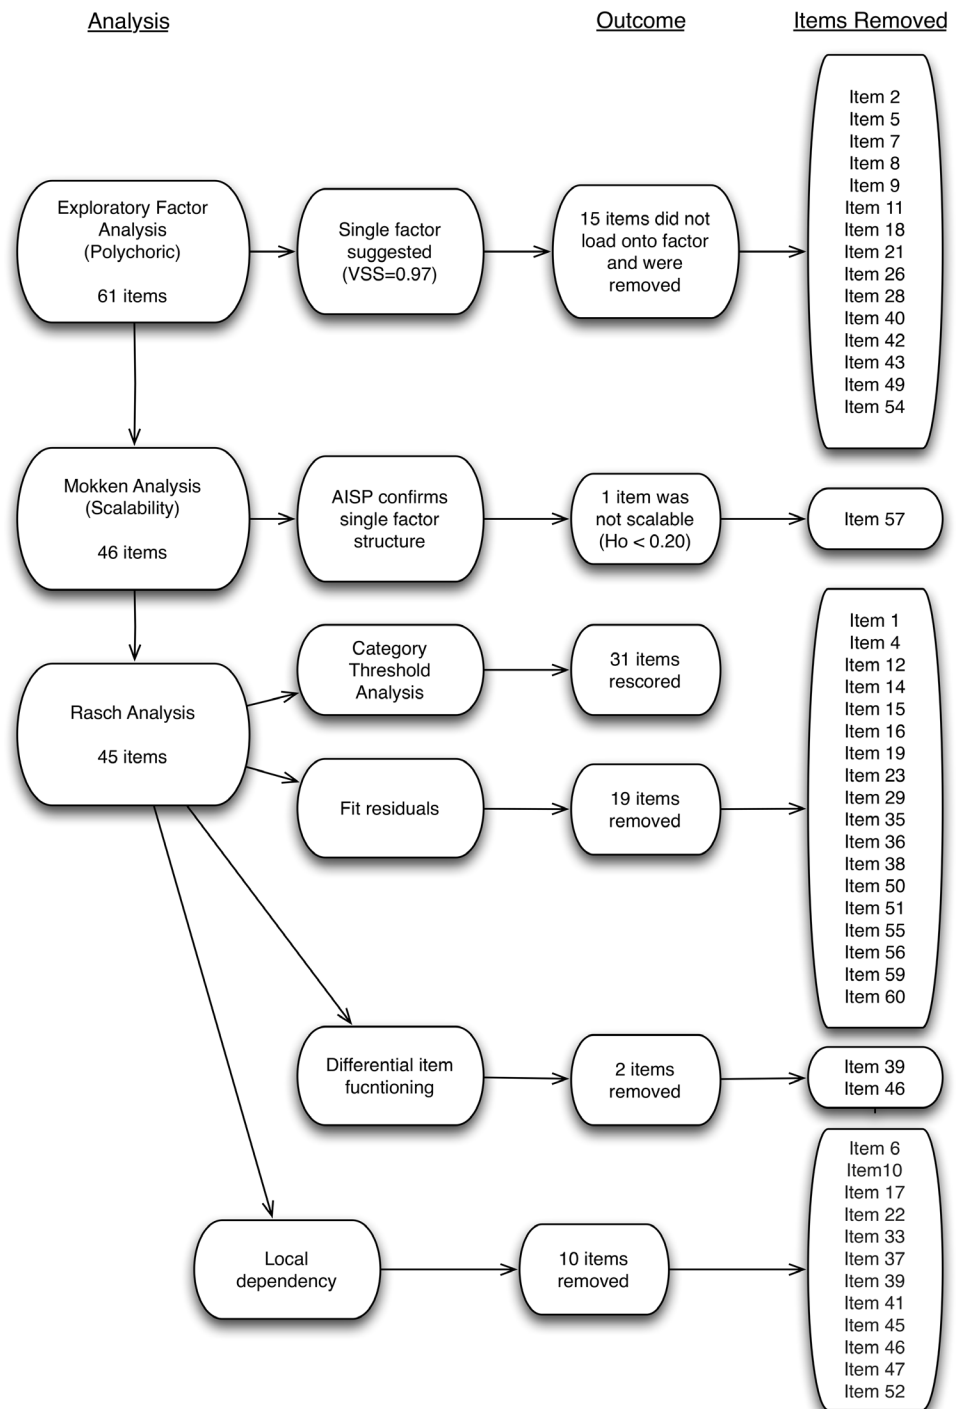 Analysis
Outcome
Items Removed
Exploratory Factor
Analysis
(Polychoric)
61 items
Single factor
suggested
(VSS=0.97)
15 items did not
load onto factor
and were
removed
Item 2
Item 5
Item 7
Item 8
Item 9
Item 11
Item 18
Item 21
Item 26
Item 28
Item 40
Item 42
Item 43
Item 49
Item 54
Mokken Analysis
(Scalability)
46 items
AISP confirms
single factor
structure
1 item was
not scalable
(Ho < 0.20)
Item 57
Rasch Analysis
45 items
Category
Threshold
Analysis
31 items
rescored
Fit residuals
19 items
removed
Item 1
Item 4
Item 12
Item 14
Item 15
Item 16
Item 19
Item 23
Item 29
Item 35
Item 36
Item 38
Item 50
Item 51
Item 55
Item 56
Item 59
Item 60
Differential item
fucntioning
2 items
removed
Item 39
Item 46
Local
dependency
10 items
removed
Item 6
Item10
Item 17
Item 22
Item 33
Item 37
Item 39
Item 41
Item 45
Item 46
Item 47
Item 52